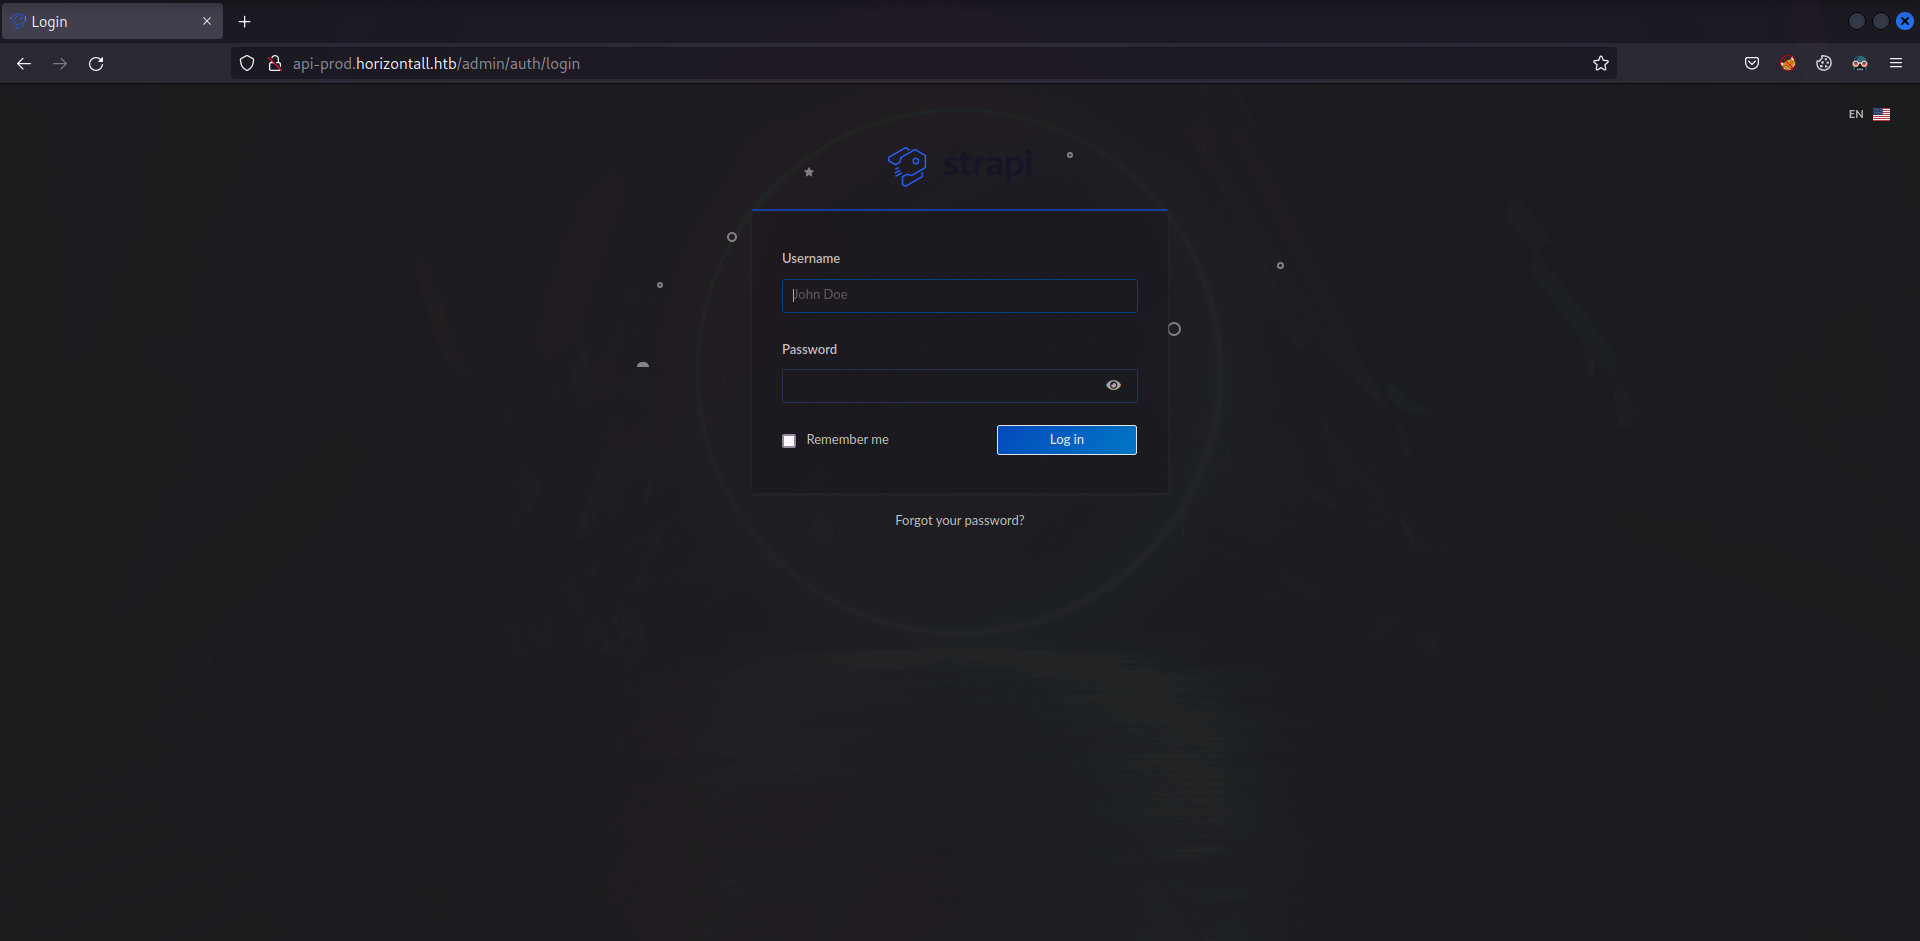 Login
api-prod.horizontall.htb/admin/auth/login
EN
strapi
Username
John Doe
Password
Remember me
Log in
Forgot your password?